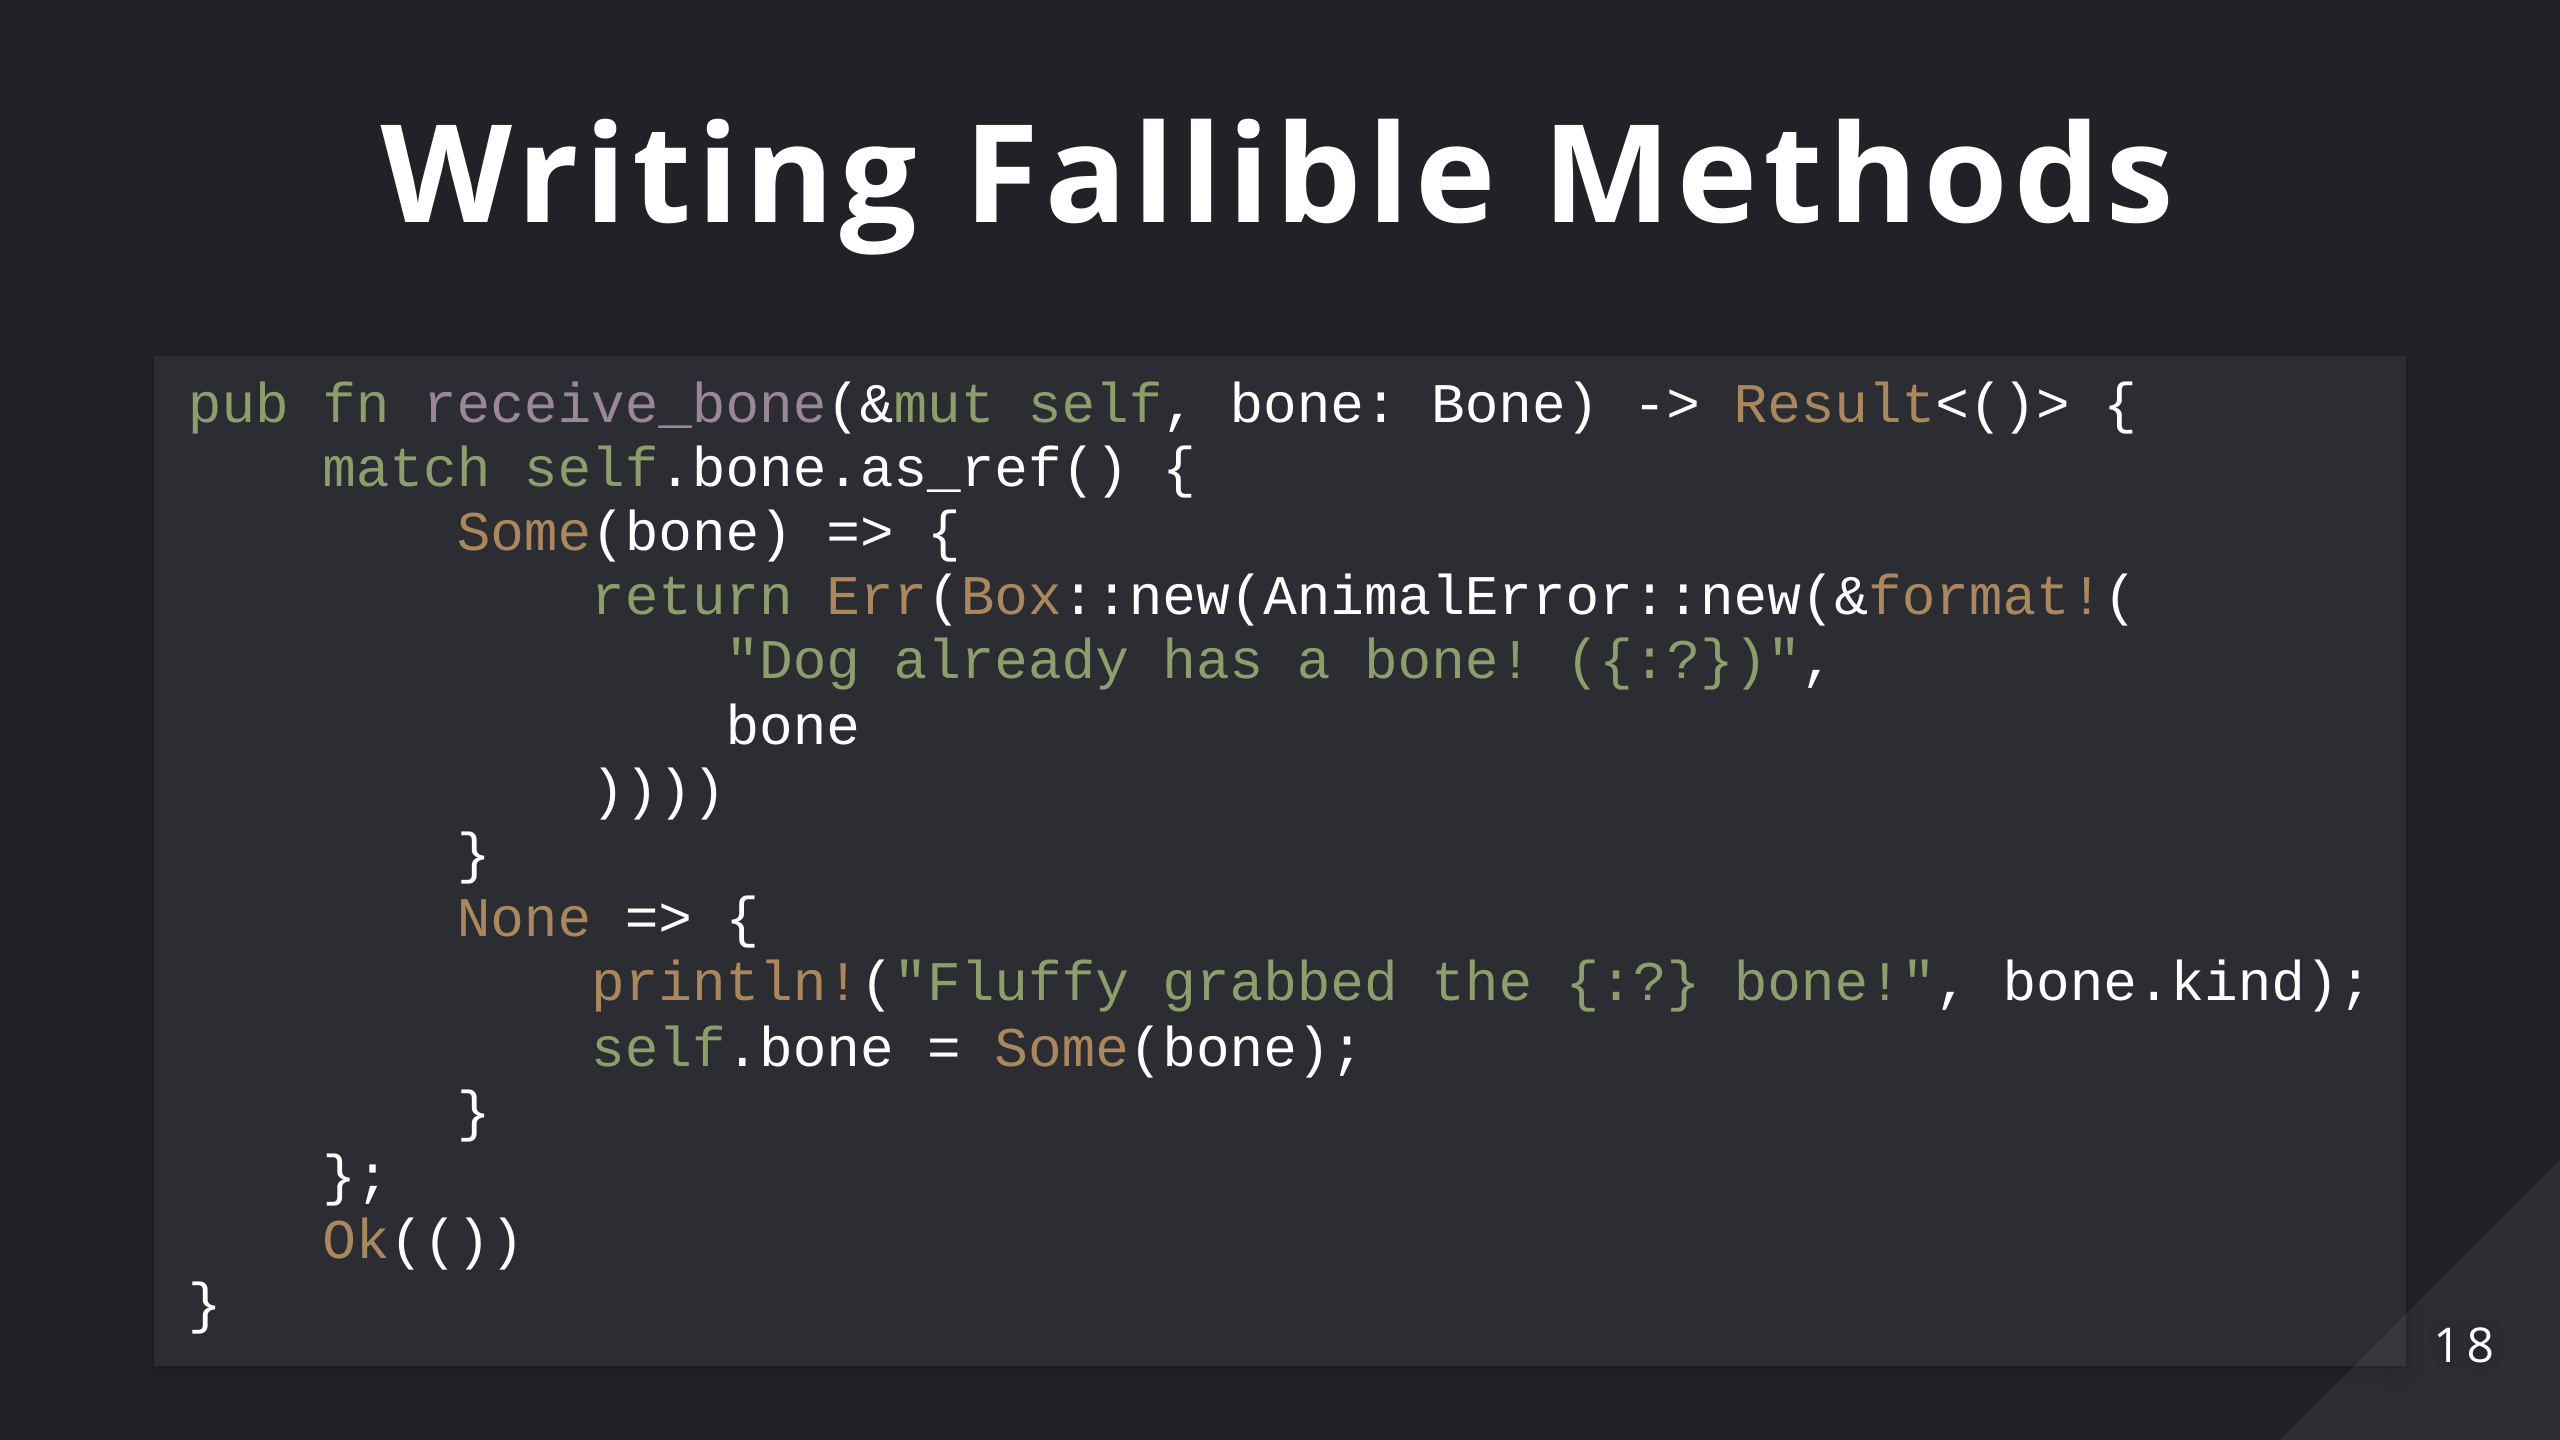 Writing Fallible Methods
pub fn receive_bone(&mut self, bone: Bone) -> Result<()> {
    match self.bone.as_ref() {
        Some(bone) => {
            return Err(Box::new(AnimalError::new(&format!(
                "Dog already has a bone! ({:?})",
                bone
            ))))
        }
        None => {
            println!("Fluffy grabbed the {:?} bone!", bone.kind);
            self.bone = Some(bone);
        }
    };
    Ok(())
}
18